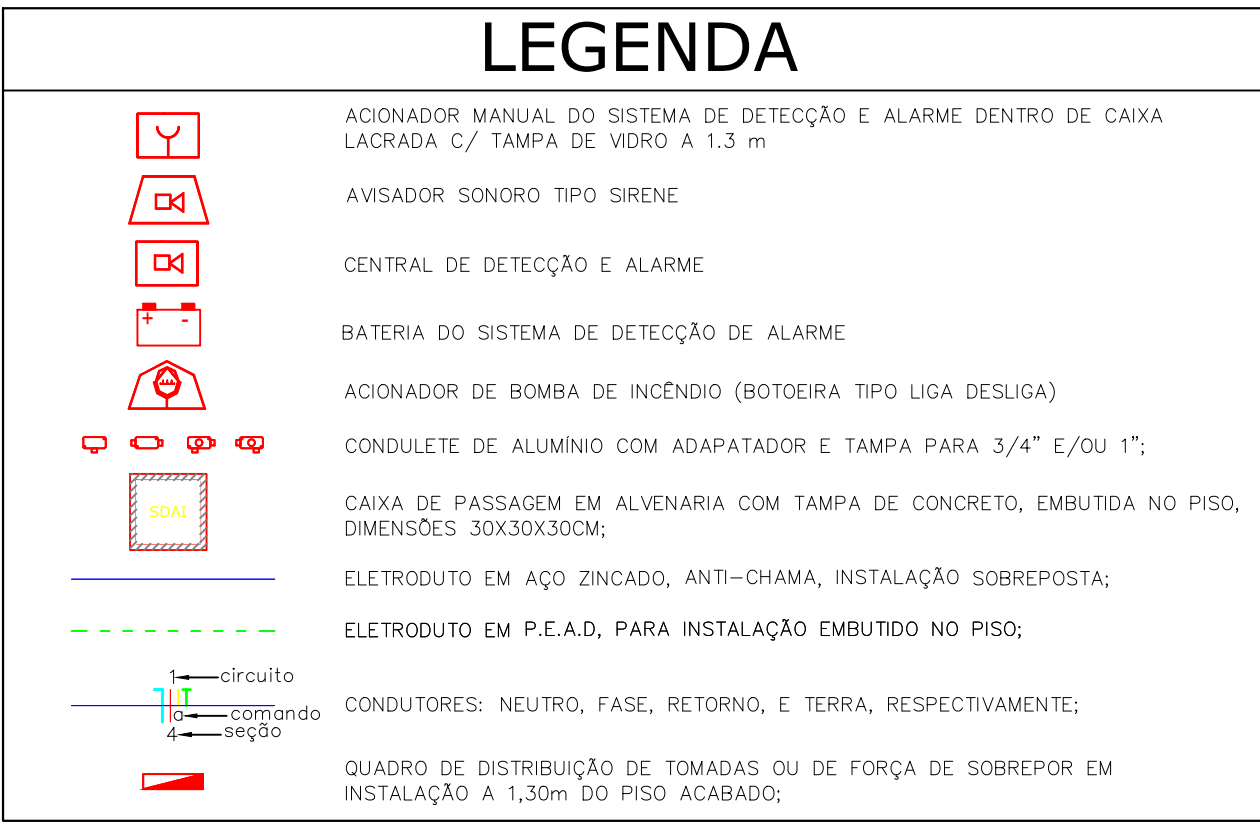 LEGENDA
ACIONADOR MANUAL DO SISTEMA DE DETECÇÃO E ALARME DENTRO DE CAIXA
LACRADA C/ TAMPA DE VIDRO A 1.3 m
AVISADOR SONORO TIPO SIRENE
CENTRAL DE DETECÇÃO E ALARME
+ -
BATERIA DO SISTEMA DE DETECÇÃO DE ALARME
ACIONADOR DE BOMBA DE INCÊNDIO (BOTOEIRA TIPO LIGA DESLIGA)
CONDULETE DE ALUMÍNIO COM ADAPATADOR E TAMPA PARA 3/4” E/OU 1”;
SDAI
CAIXA DE PASSAGEM EM ALVENARIA COM TAMPA DE CONCRETO, EMBUTIDA NO PISO,
DIMENSÕES 30X30X30CM;
ELETRODUTO EM AÇO ZINCADO, ANTI-CHAMA, INSTALAÇÃO SOBREPOSTA;
ELETRODUTO EM P.E.A.D, PARA INSTALAÇÃO EMBUTIDO NO PISO;
1 circuito
a comando
4 seção
CONDUTORES: NEUTRO, FASE, RETORNO, E TERRA, RESPECTIVAMENTE;
QUADRO DE DISTRIBUIÇÃO DE TOMADAS OU DE FORÇA DE SOBREPOR EM
INSTALAÇÃO A 1,30m DO PISO ACABADO;